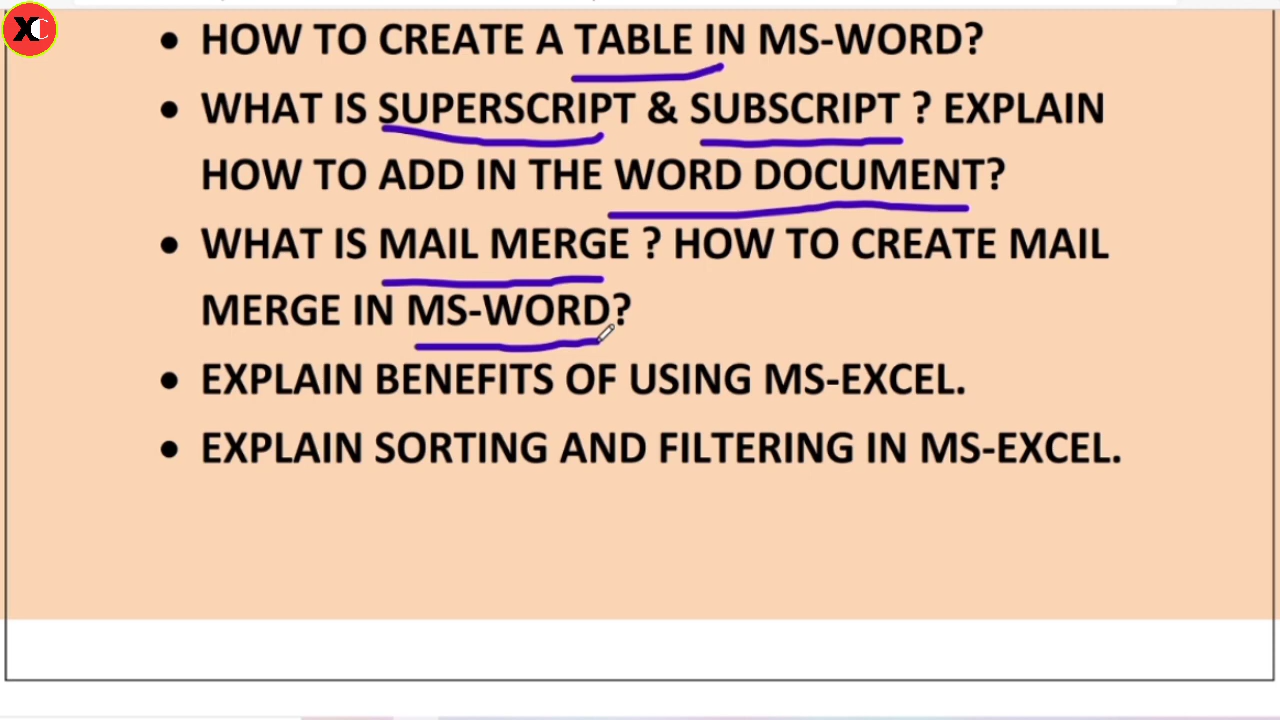 XC
• HOW TO CREATE A TABLE IN MS-WORD?
• WHAT IS SUPERSCRIPT & SUBSCRIPT ? EXPLAIN
HOW TO ADD IN THE WORD DOCUMENT?
• WHAT IS MAIL MERGE ? HOW TO CREATE MAIL
MERGE IN MS-WORD?
• EXPLAIN BENEFITS OF USING MS-EXCEL.
• EXPLAIN SORTING AND FILTERING IN MS-EXCEL.